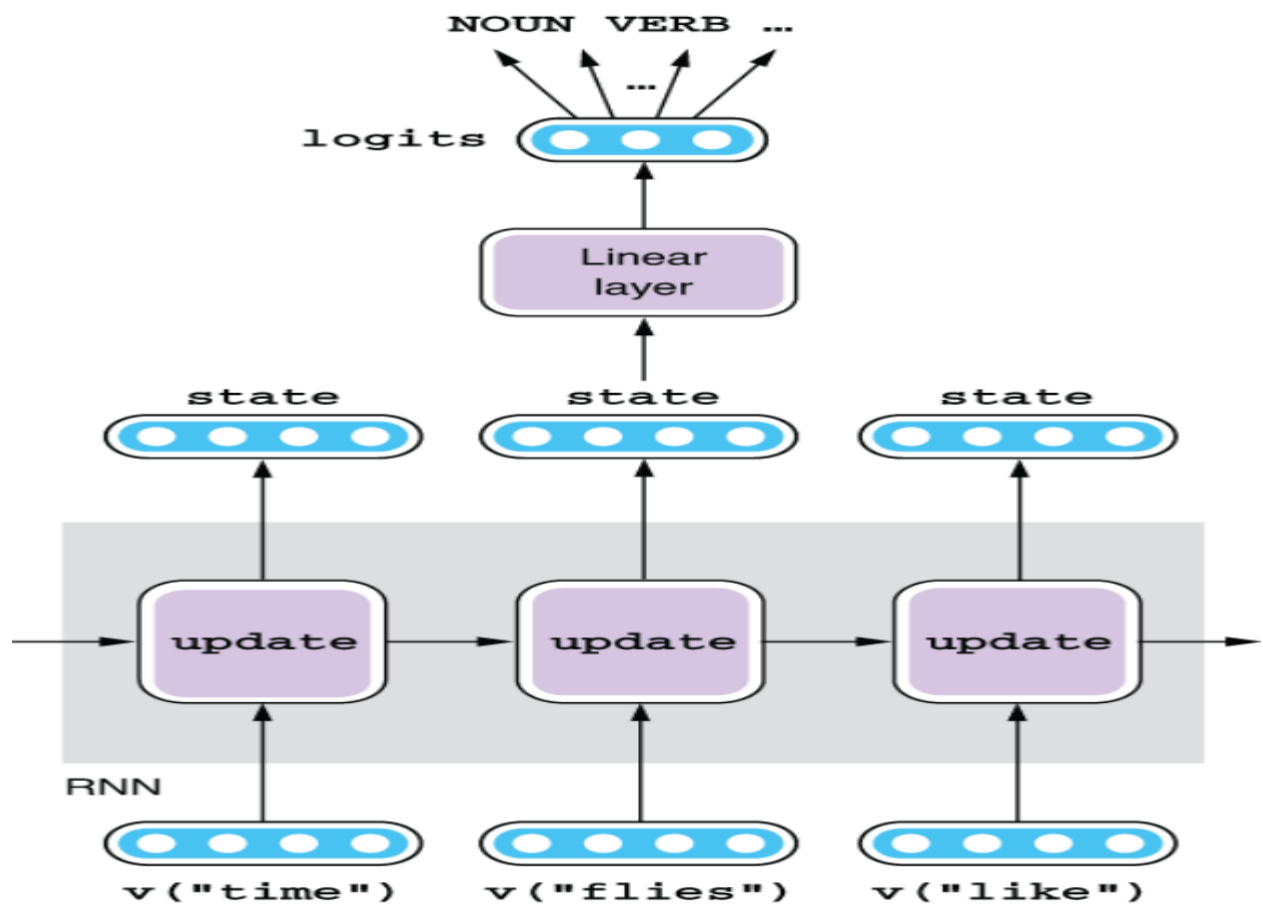 NOUN VERB …
…
logits
Linear
layer
state state state
update update update
RNN
v("time") v("flies") v("like")